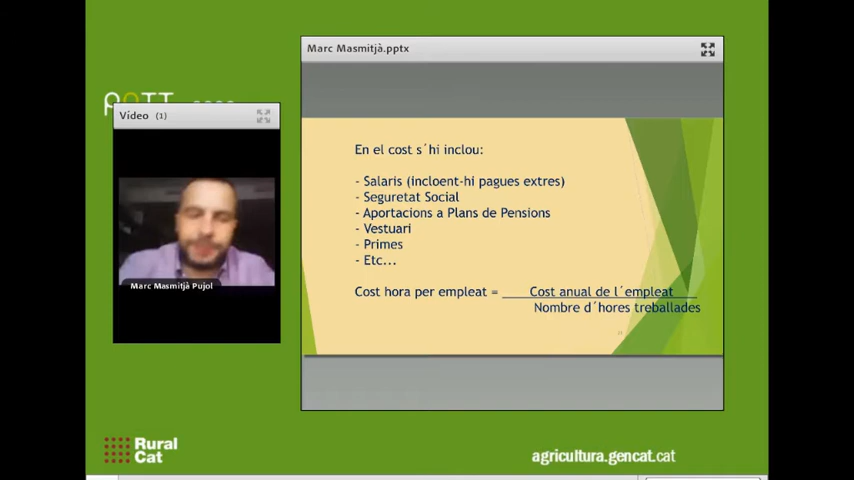 Marc Masmitjà.pptx
Vídeo (1)
Marc Masmitjà Pujol
En el cost s´hi inclou:
- Salaris (incloent-hi pagues extres)
- Seguretat Social
- Aportacions a Plans de Pensions
- Vestuari
- Primes
- Etc...
Cost hora per empleat = Cost anual de l´empleat
Nombre d´hores treballades
Rural
Cat
agricultura.gencat.cat